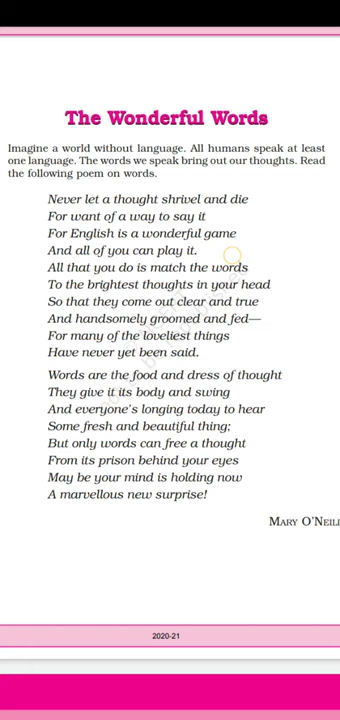 The Wonderful Words
Imagine a world without language. All humans speak at least
one language. The words we speak bring out our thoughts. Read
the following poem on words.
Never let a thought shrivel and die
For want of a way to say it
For English is a wonderful game
And all of you can play it.
All that you do is match the words
To the brightest thoughts in your head
So that they come out clear and true
And handsomely groomed and fed—
For many of the loveliest things
Have never yet been said.
Words are the food and dress of thought
They give it its body and swing
And everyone's longing today to hear
Some fresh and beautiful thing;
But only words can free a thought
From its prison behind your eyes
May be your mind is holding now
A marvellous new surprise!
MARY O'NEILL
2020-21